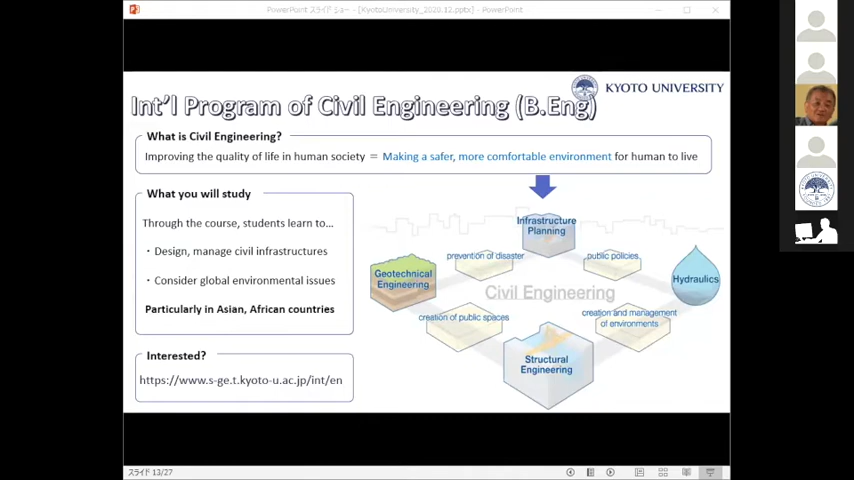 PowerPoint スライド ショー - [KyotoUniversity_2020.12.pptx] - PowerPoint
KYOTO UNIVERSITY
Int'l Program of Civil Engineering (B.Eng)
What is Civil Engineering?
Improving the quality of life in human society = Making a safer, more comfortable environment for human to live
What you will study
Through the course, students learn to...
・Design, manage civil infrastructures
・Consider global environmental issues
Particularly in Asian, African countries
Interested?
https://www.s-ge.t.kyoto-u.ac.jp/int/en
Infrastructure
Planning
prevention of disaster
public policies
Geotechnical
Engineering
Hydraulics
Civil Engineering
creation of public spaces
creation and management
of environments
Structural
Engineering
スライド 13/27